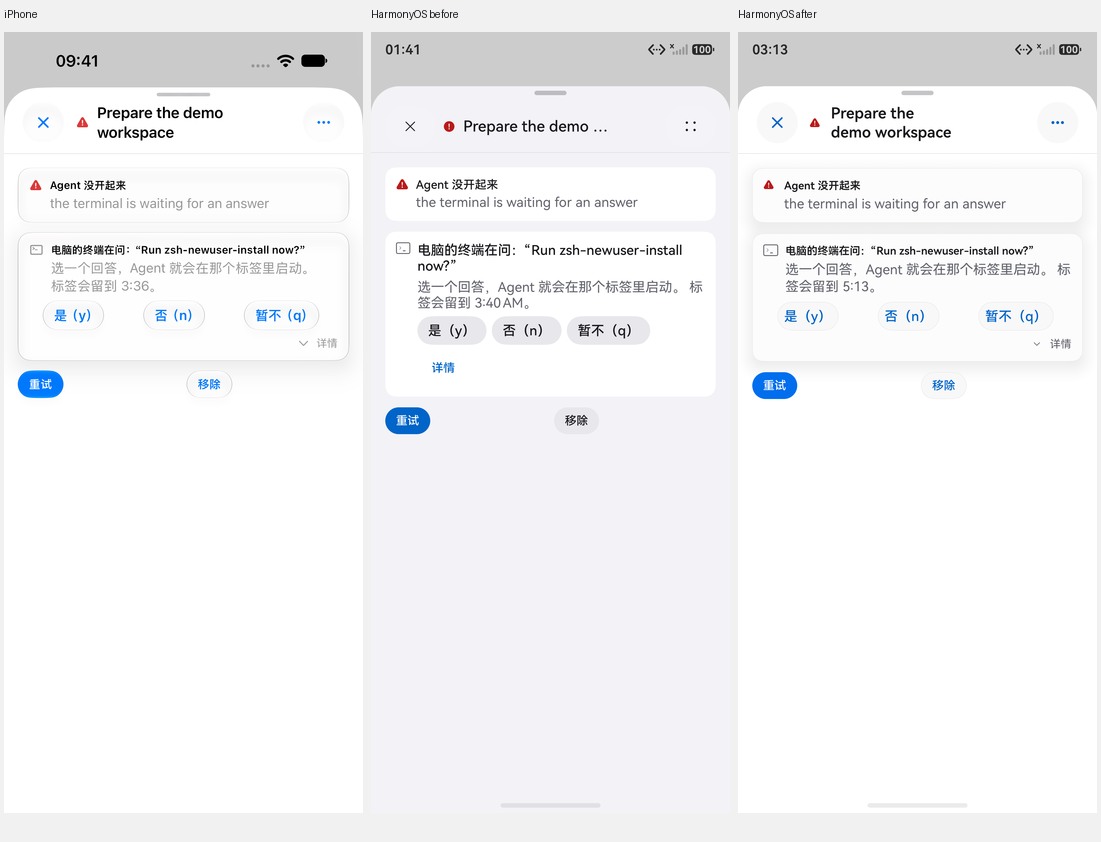 iPhone
09:41
Prepare the demo
workspace
Agent 没开起来
the terminal is waiting for an answer
电脑的终端在问：“Run zsh-newuser-install now?”
选一个回答，Agent 就会在那个标签里启动。
标签会留到 3:36。
是（y）
否（n）
暂不（q）
详情
重试
移除
HarmonyOS before
01:41
100
Prepare the demo ...
Agent 没开起来
the terminal is waiting for an answer
电脑的终端在问：“Run zsh-newuser-install
now?”
选一个回答，Agent 就会在那个标签里启动。 标
签会留到 3:40 AM。
是（y）
否（n）
暂不（q）
详情
重试
移除
HarmonyOS after
03:13
100
Prepare the
demo workspace
Agent 没开起来
the terminal is waiting for an answer
电脑的终端在问：“Run zsh-newuser-install now?”
选一个回答，Agent 就会在那个标签里启动。 标
签会留到 5:13。
是（y）
否（n）
暂不（q）
详情
重试
移除